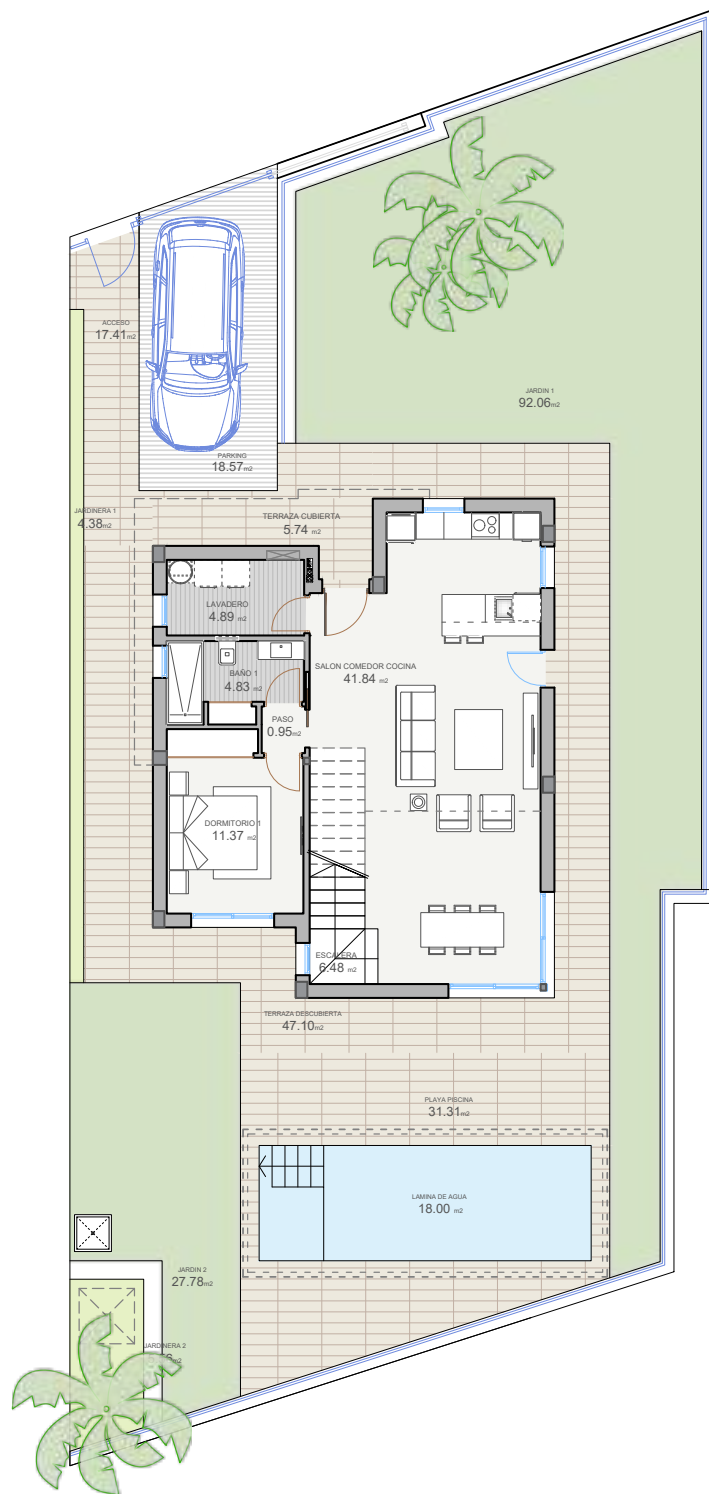 ACCESO
17.41m2
JARDIN 1
92.06m2
PARKING
18.57m2
JARDINERA 1
4.38m2
TERRAZA CUBIERTA
5.74 m2
LAVADERO
4.89 m2
SALON COMEDOR COCINA
41.84 m2
BAÑO 1
4.83 m2
PASO
0.95m2
DORMITORIO 1
11.37 m2
ESCALERA
6.48 m2
TERRAZA DESCUBIERTA
47.10m2
PLAYA PISCINA
31.31m2
LAMINA DE AGUA
18.00 m2
JARDIN 2
27.78m2
JARDINERA 2
m2